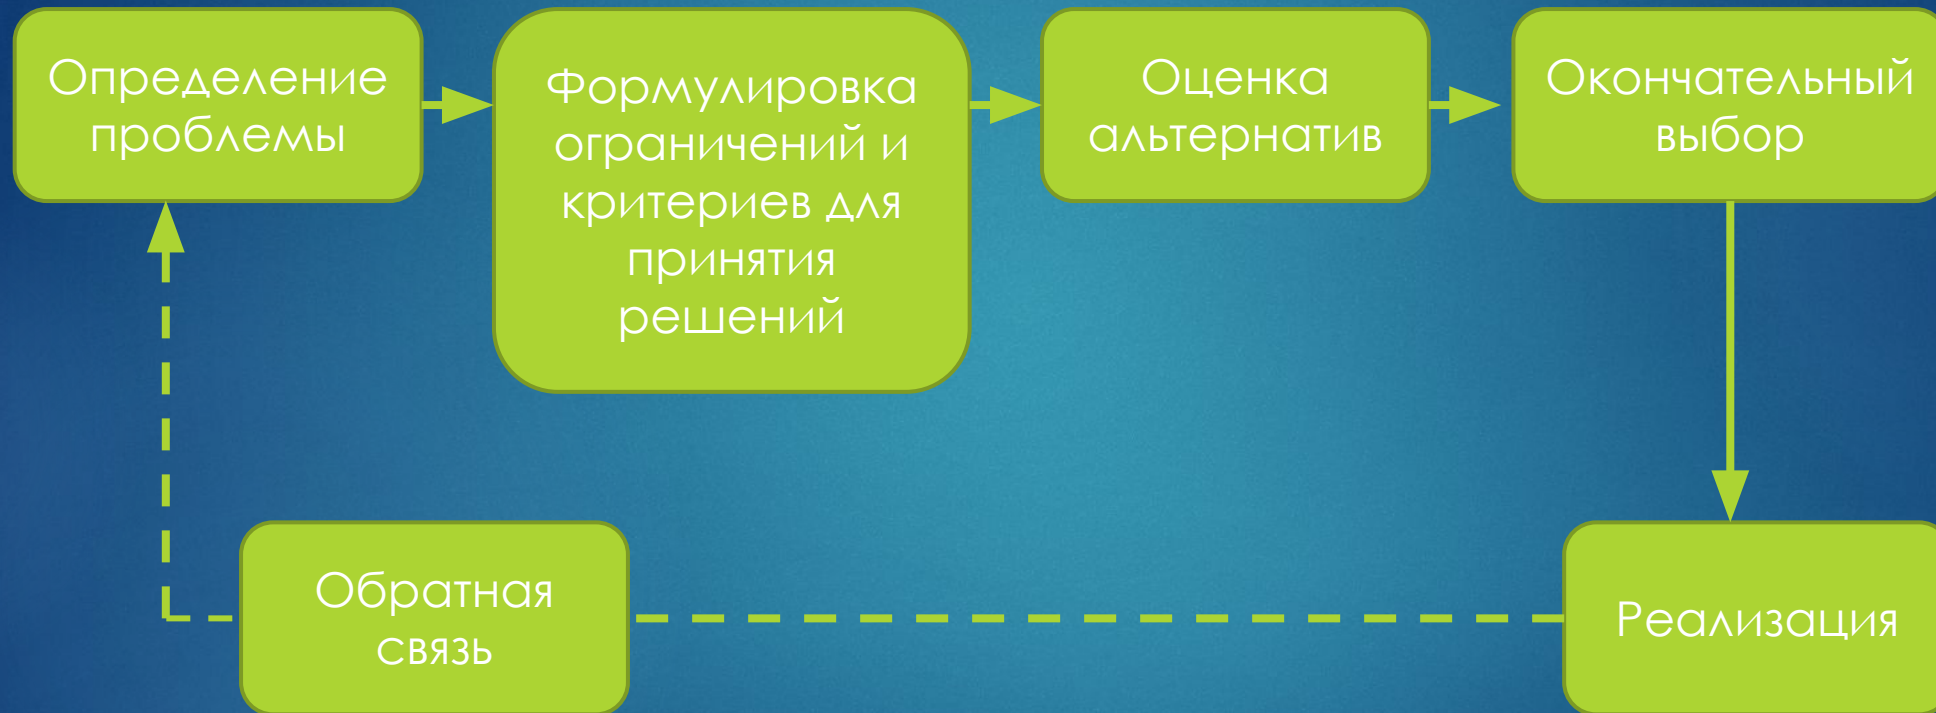 Определение
проблемы
Формулировка
ограничений и
критериев для
принятия
решений
Оценка
альтернатив
Окончательный
выбор
Обратная
связь
Реализация